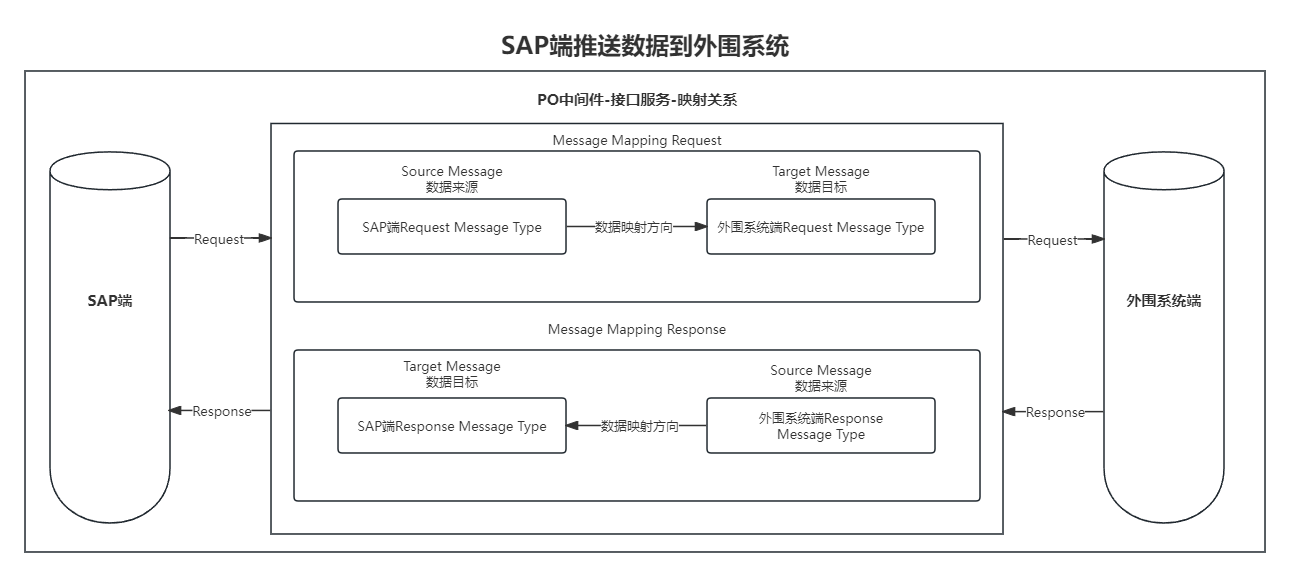 SAP端推送数据到外围系统
PO中间件-接口服务-映射关系
Message Mapping Request
Source Message
数据来源
Target Message
数据目标
SAP端Request Message Type
数据映射方向
外围系统端Request Message Type
Request
Request
SAP端
外围系统端
Message Mapping Response
Target Message
数据目标
Source Message
数据来源
SAP端Response Message Type
数据映射方向
外围系统端Response
Message Type
Response
Response